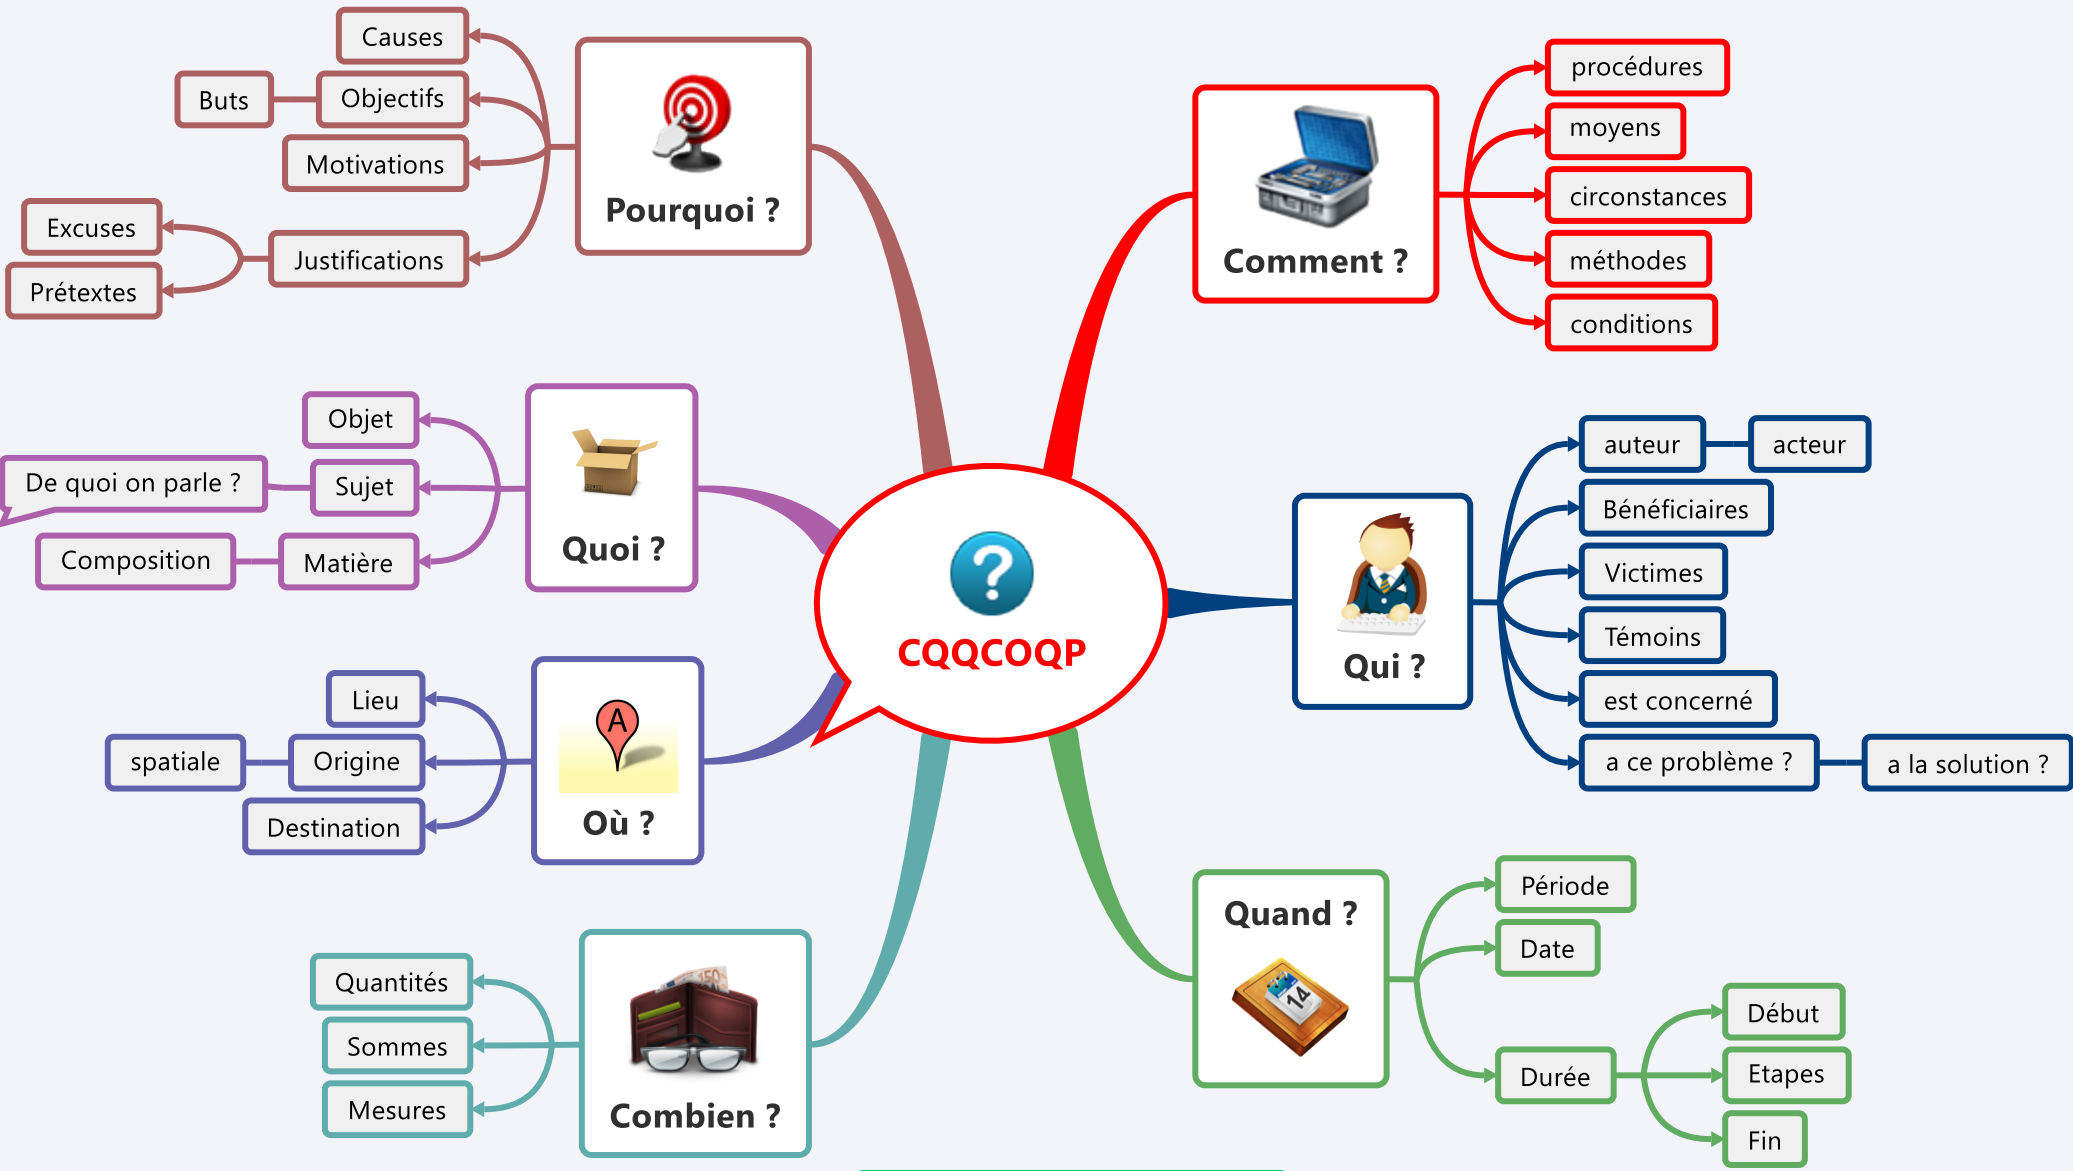 CQQCOQP
Comment ?
procédures
moyens
circonstances
méthodes
conditions
Qui ?
auteur
acteur
Bénéficiaires
Victimes
Témoins
est concerné
a ce problème ?
a la solution ?
Quand ?
14
Période
Date
Durée
Début
Etapes
Fin
Pourquoi ?
Causes
Objectifs
Buts
Motivations
Justifications
Excuses
Prétextes
Quoi ?
Objet
Sujet
De quoi on parle ?
Matière
Composition
A
Où ?
Lieu
Origine
spatiale
Destination
150
Combien ?
Quantités
Sommes
Mesures